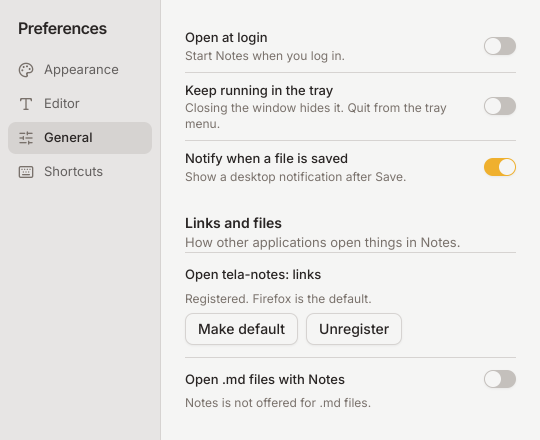 Preferences
Appearance
Editor
General
Shortcuts
Open at login
Start Notes when you log in.
Keep running in the tray
Closing the window hides it. Quit from the tray
menu.
Notify when a file is saved
Show a desktop notification after Save.
Links and files
How other applications open things in Notes.
Open tela-notes: links
Registered. Firefox is the default.
Make default
Unregister
Open .md files with Notes
Notes is not offered for .md files.